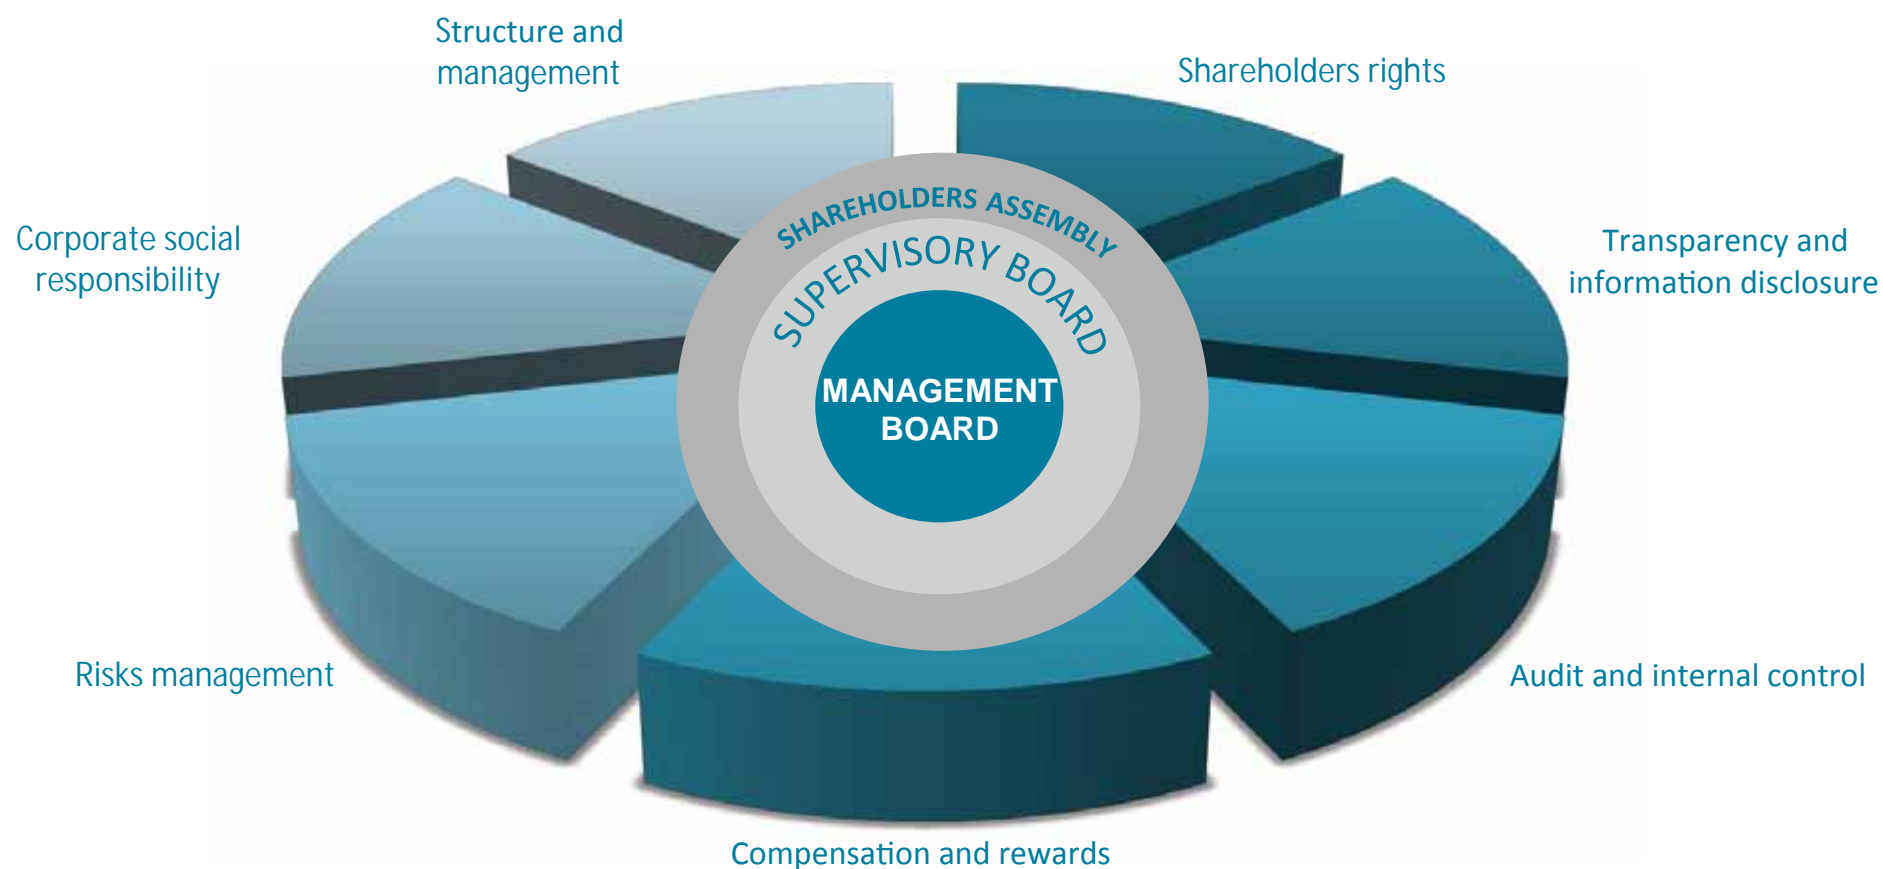 Structure and
management
Shareholders rights
Corporate social
responsibility
Transparency and
information disclosure
SHAREHOLDERS ASSEMBLY
SUPERVISORY BOARD
MANAGEMENT
BOARD
Risks management
Audit and internal control
Compensation and rewards